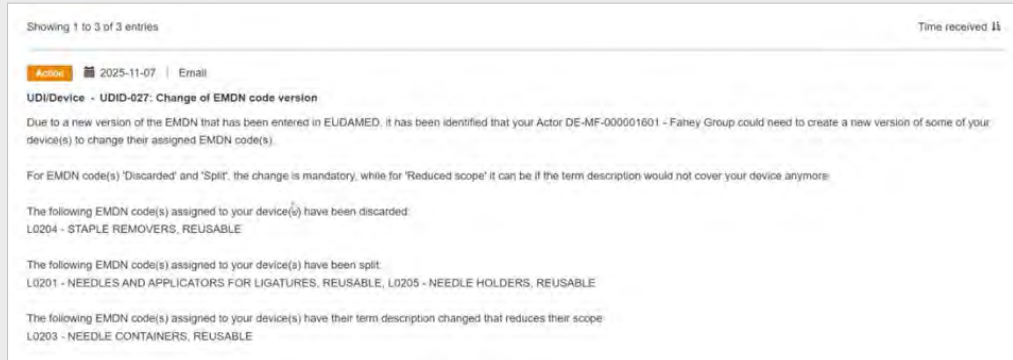 Showing 1 to 3 of 3 entries
Time received
Action 2025-11-07 | Email
UDI/Device - UDID-027: Change of EMDN code version
Due to a new version of the EMDN that has been entered in EUDAMED, it has been identified that your Actor DE-MF-000001601 - Fahey Group could need to create a new version of some of your
device(s) to change their assigned EMDN code(s).
For EMDN code(s) 'Discarded' and 'Split', the change is mandatory, while for 'Reduced scope' it can be if the term description would not cover your device anymore
The following EMDN code(s) assigned to your device(s) have been discarded:
L0204 - STAPLE REMOVERS, REUSABLE
The following EMDN code(s) assigned to your device(s) have been split:
L0201 - NEEDLES AND APPLICATORS FOR LIGATURES, REUSABLE, L0205 - NEEDLE HOLDERS, REUSABLE
The following EMDN code(s) assigned to your device(s) have their term description changed that reduces their scope:
L0203 - NEEDLE CONTAINERS, REUSABLE